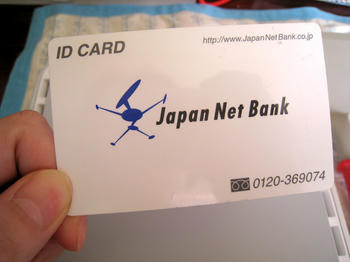 ID CARD
http://www.JapanNetBank.co.jp
Japan Net Bank
0120-369074